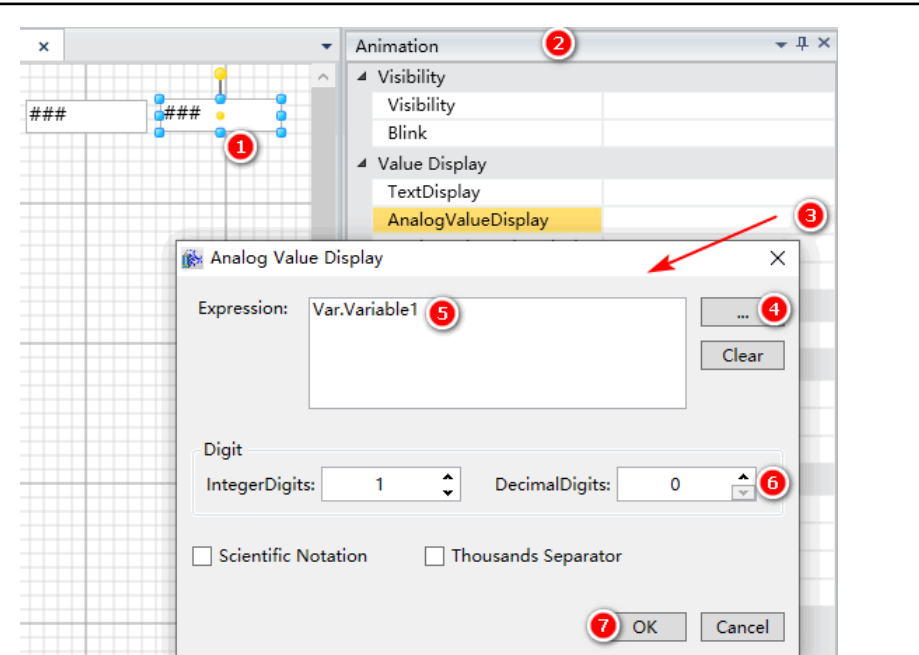 Animation 2
Visibility
### ### Visibility
1 Blink
Value Display
TextDisplay
AnalogValueDisplay 3
Analog Value Display
Expression: Var.Variable1 5 ... 4
Clear
Digit
IntegerDigits: 1 DecimalDigits: 0 6
Scientific Notation Thousands Separator
7 OK Cancel